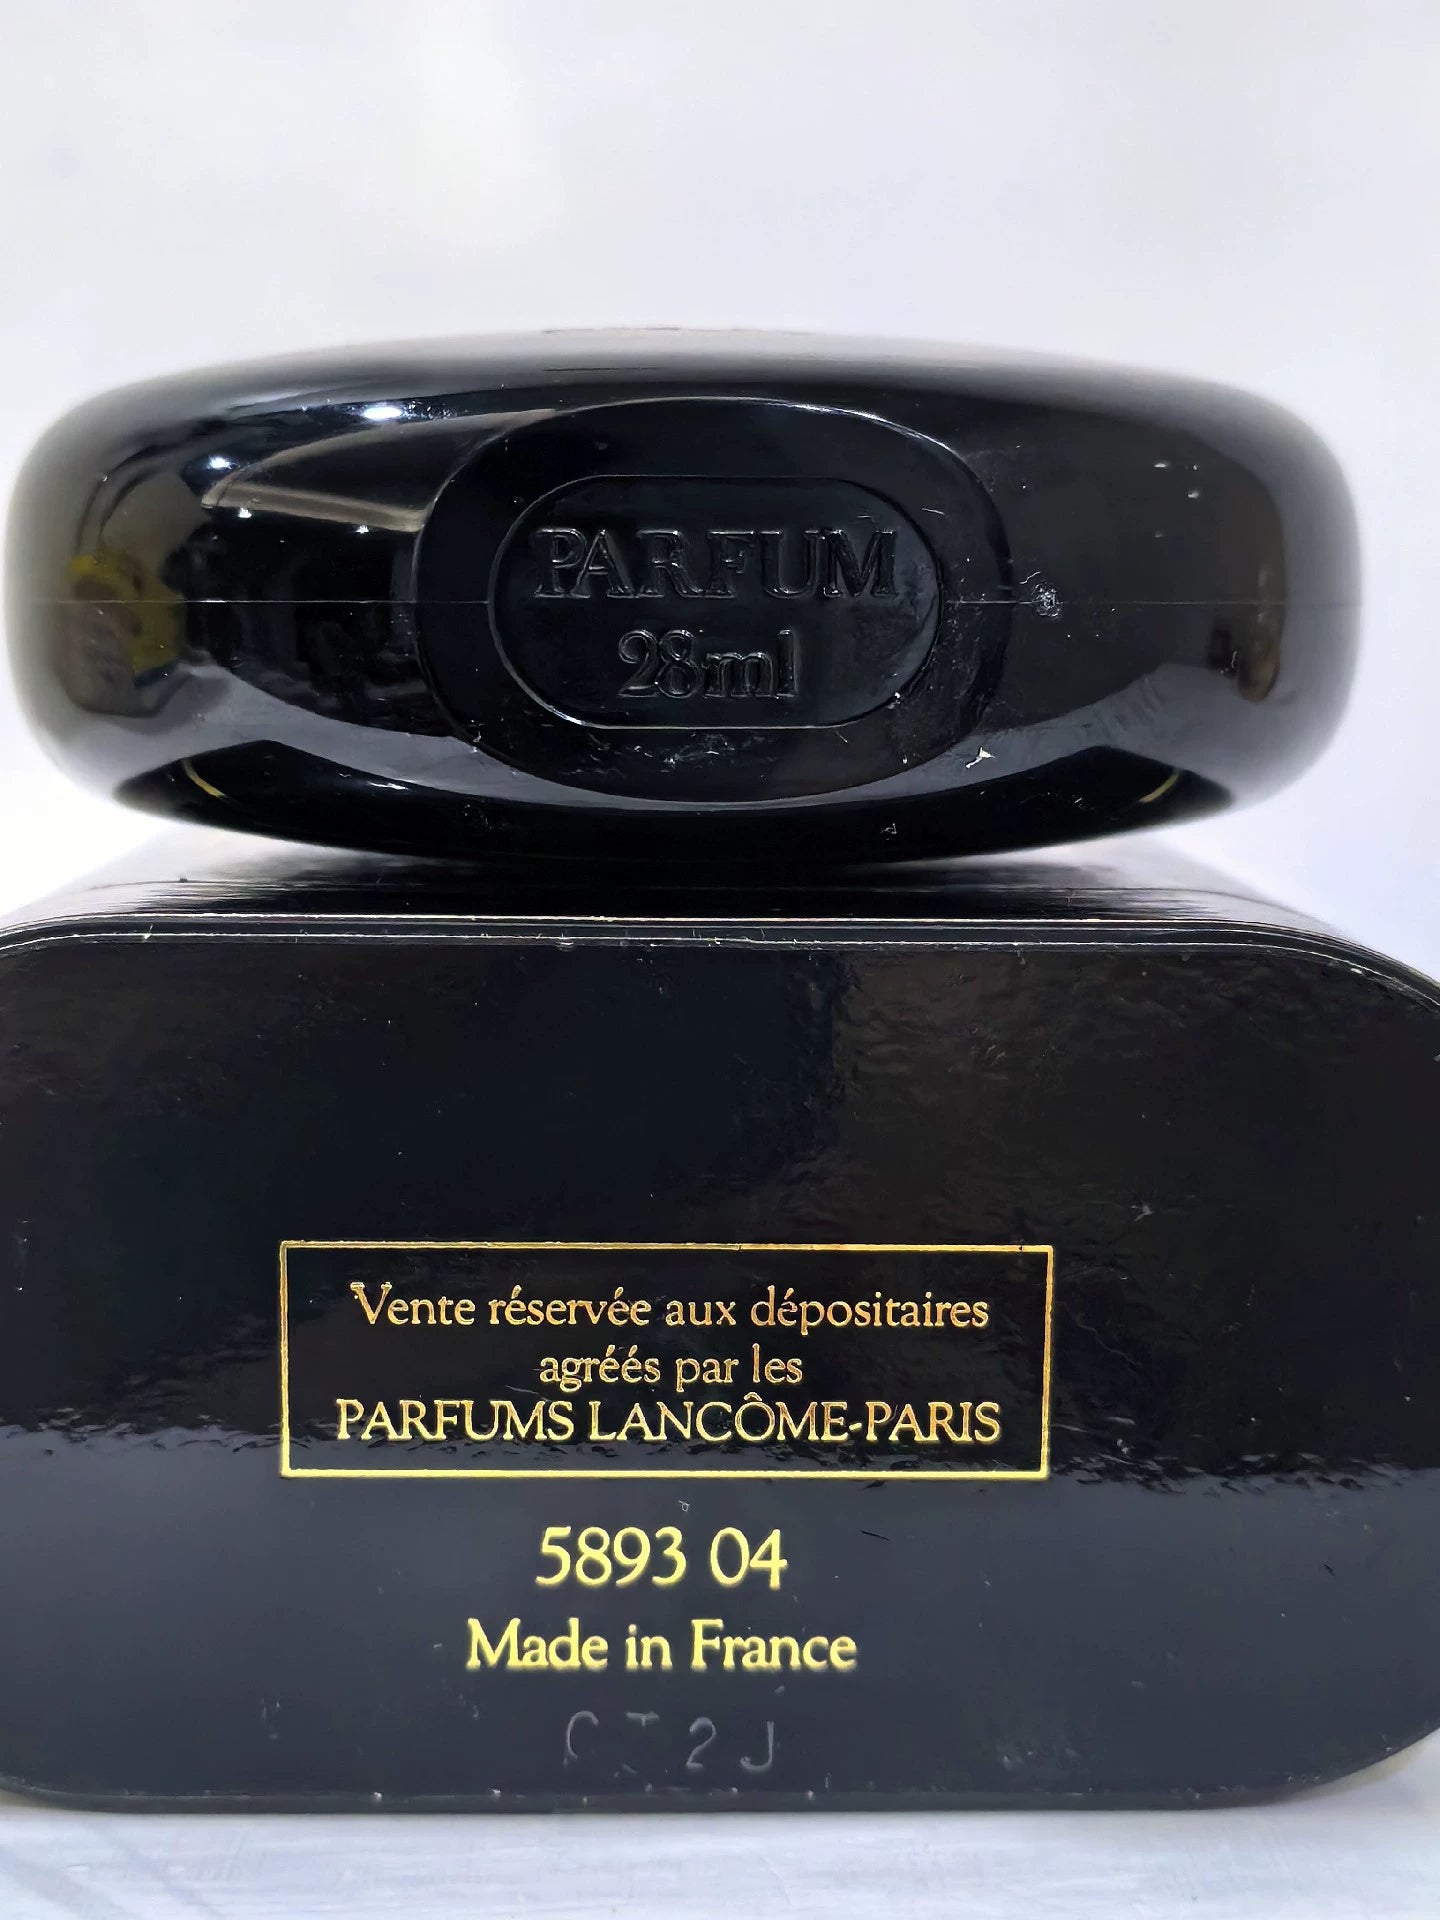 PARFUM
28ml
Vente réservée aux dépositaires
agréés par les
PARFUMS LANCÔME-PARIS
5893 04
Made in France